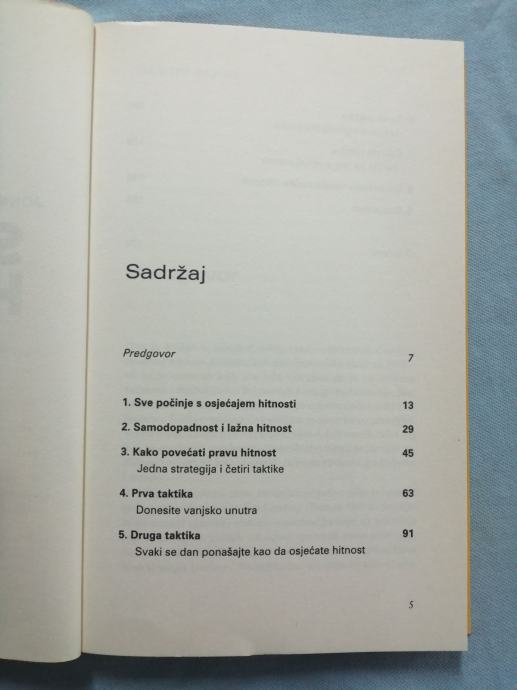 Sadržaj
Predgovor 7
1. Sve počinje s osjećajem hitnosti 13
2. Samodopadnost i lažna hitnost 29
3. Kako povećati pravu hitnost 45
Jedna strategija i četiri taktike
4. Prva taktika 63
Donesite vanjsko unutra
5. Druga taktika 91
Svaki se dan ponašajte kao da osjećate hitnost
5